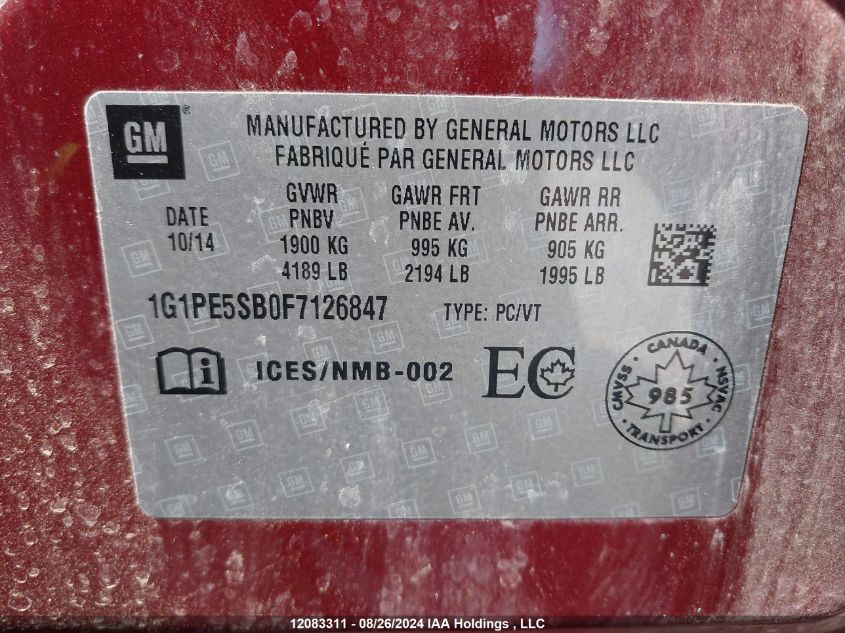 GM ®
MANUFACTURED BY GENERAL MOTORS LLC
FABRIQUÉ PAR GENERAL MOTORS LLC
DATE
10/14
GVWR
PNBV
1900 KG
4189 LB
GAWR FRT
PNBE AV.
995 KG
2194 LB
GAWR RR
PNBE ARR.
905 KG
1995 LB
1G1PE5SB0F7126847 TYPE: PC/VT
i ICES/NMB-002 EC
CANADA
CMVSS 985 NSVAC
TRANSPORT
12083311 - 08/26/2024 IAA Holdings , LLC